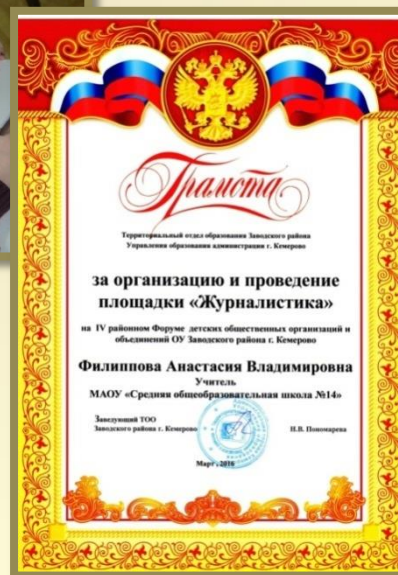 Грамота
Территориальный отдел образования Заводского района
Управления образования администрации г. Кемерово
за организацию и проведение
площадки «Журналистика»
на IV районном Форуме детских общественных организаций и
объединений ОУ Заводского района г. Кемерово
Филиппова Анастасия Владимировна
Учитель
МАОУ «Средняя общеобразовательная школа №14»
Заведующий ТОО
Заводского района г. Кемерово
Н.В. Пономарева
Март , 2016